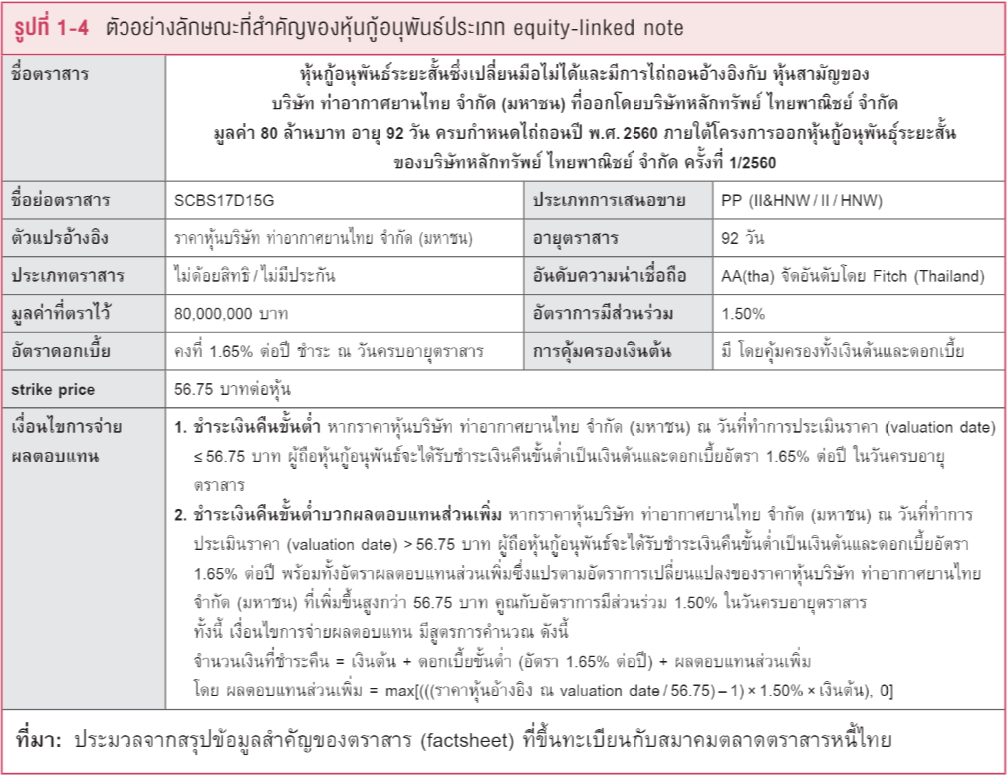 รูปที่ 1-4 ตัวอย่างลักษณะที่สำคัญของหุ้นกู้อนุพันธ์ประเภท equity-linked note
ชื่อตราสาร
หุ้นกู้อนุพันธ์ระยะสั้นซึ่งเปลี่ยนมือไม่ได้และมีการไถ่ถอนอ้างอิงกับ หุ้นสามัญของ
บริษัท ท่าอากาศยานไทย จำกัด (มหาชน) ที่ออกโดยบริษัทหลักทรัพย์ ไทยพาณิชย์ จำกัด
มูลค่า 80 ล้านบาท อายุ 92 วัน ครบกำหนดไถ่ถอนปี พ.ศ. 2560 ภายใต้โครงการออกหุ้นกู้อนุพันธ์ระยะสั้น
ของบริษัทหลักทรัพย์ ไทยพาณิชย์ จำกัด ครั้งที่ 1/2560
ชื่อย่อตราสาร SCBS17D15G ประเภทการเสนอขาย PP (II&HNW / II / HNW)
ตัวแปรอ้างอิง ราคาหุ้นบริษัท ท่าอากาศยานไทย จำกัด (มหาชน) อายุตราสาร 92 วัน
ประเภทตราสาร ไม่ด้อยสิทธิ / ไม่มีประกัน อันดับความน่าเชื่อถือ AA(tha) จัดอันดับโดย Fitch (Thailand)
มูลค่าที่ตราไว้ 80,000,000 บาท อัตราการมีส่วนร่วม 1.50%
อัตราดอกเบี้ย คงที่ 1.65% ต่อปี ชำระ ณ วันครบอายุตราสาร การคุ้มครองเงินต้น มี โดยคุ้มครองทั้งเงินต้นและดอกเบี้ย
strike price 56.75 บาทต่อหุ้น
เงื่อนไขการจ่าย
ผลตอบแทน
1. ชำระเงินคืนขั้นต่ำ หากราคาหุ้นบริษัท ท่าอากาศยานไทย จำกัด (มหาชน) ณ วันที่ทำการประเมินราคา (valuation date)
≤ 56.75 บาท ผู้ถือหุ้นกู้อนุพันธ์จะได้รับชำระเงินคืนขั้นต่ำเป็นเงินต้นและดอกเบี้ยอัตรา 1.65% ต่อปี ในวันครบอายุ
ตราสาร
2. ชำระเงินคืนขั้นต่ำบวกผลตอบแทนส่วนเพิ่ม หากราคาหุ้นบริษัท ท่าอากาศยานไทย จำกัด (มหาชน) ณ วันที่ทำการ
ประเมินราคา (valuation date) > 56.75 บาท ผู้ถือหุ้นกู้อนุพันธ์จะได้รับชำระเงินคืนขั้นต่ำเป็นเงินต้นและดอกเบี้ยอัตรา
1.65% ต่อปี พร้อมทั้งอัตราผลตอบแทนส่วนเพิ่มซึ่งแปรตามอัตราการเปลี่ยนแปลงของราคาหุ้นบริษัท ท่าอากาศยานไทย
จำกัด (มหาชน) ที่เพิ่มขึ้นสูงกว่า 56.75 บาท คูณกับอัตราการมีส่วนร่วม 1.50% ในวันครบอายุตราสาร
ทั้งนี้ เงื่อนไขการจ่ายผลตอบแทน มีสูตรการคำนวณ ดังนี้
จำนวนเงินที่ชำระคืน = เงินต้น + ดอกเบี้ยขั้นต่ำ (อัตรา 1.65% ต่อปี) + ผลตอบแทนส่วนเพิ่ม
โดย ผลตอบแทนส่วนเพิ่ม = max[(((ราคาหุ้นอ้างอิง ณ valuation date / 56.75) – 1) × 1.50% × เงินต้น), 0]
ที่มา: ประมวลจากสรุปข้อมูลสำคัญของตราสาร (factsheet) ที่ขึ้นทะเบียนกับสมาคมตลาดตราสารหนี้ไทย